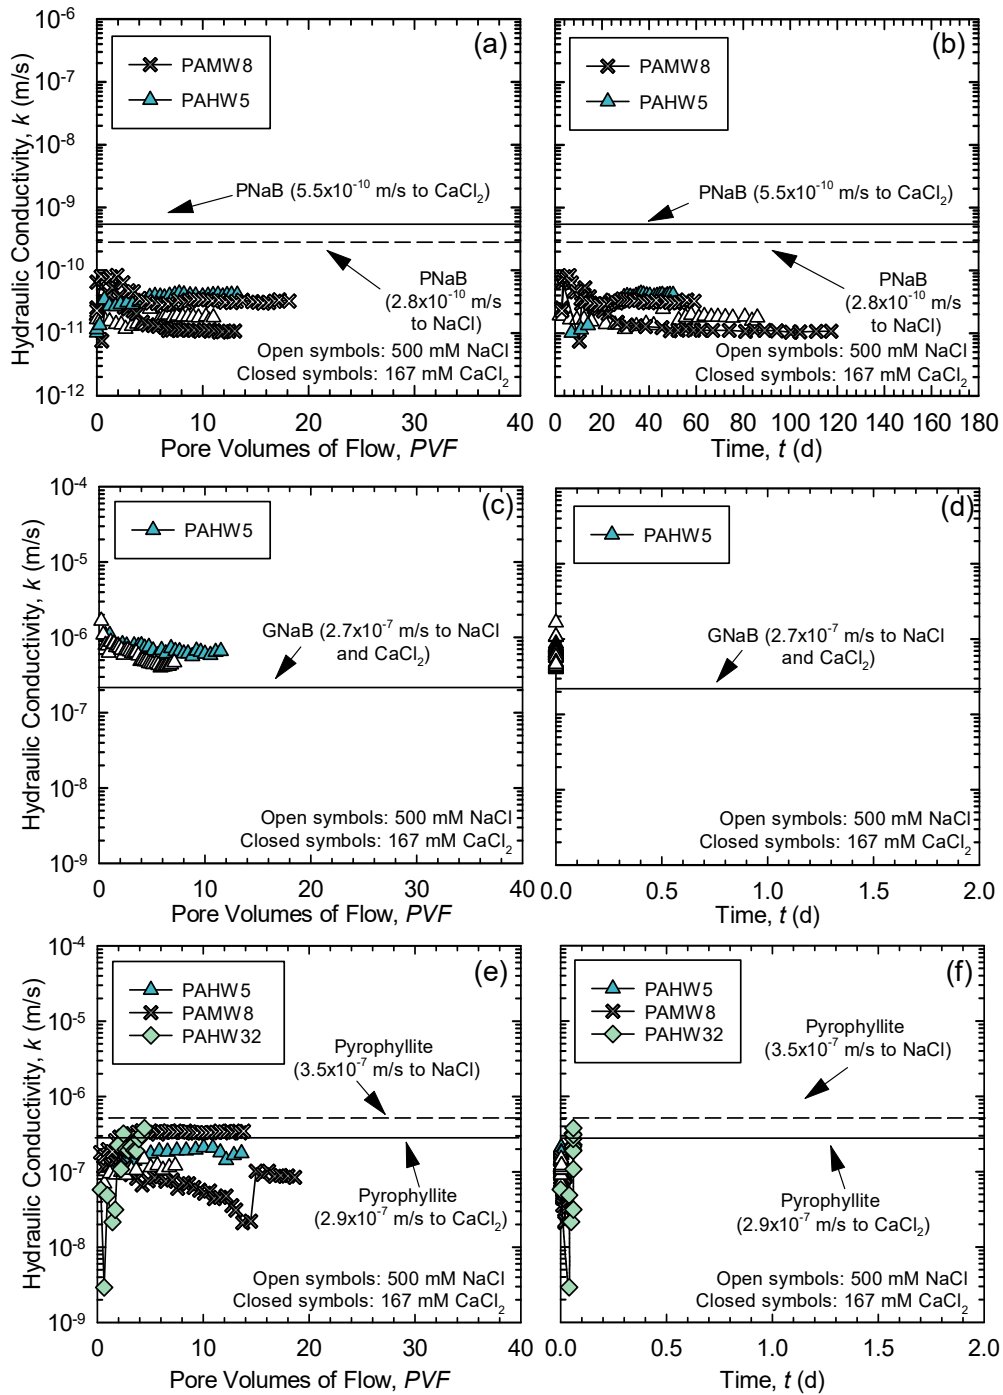 (a)
10⁻⁶
10⁻⁷
10⁻⁸
10⁻⁹
10⁻¹⁰
10⁻¹¹
10⁻¹²
Hydraulic Conductivity, k (m/s)
PAMW8
PAHW5
PNaB (5.5x10⁻¹⁰ m/s to CaCl₂)
PNaB
(2.8x10⁻¹⁰ m/s
to NaCl)
Open symbols: 500 mM NaCl
Closed symbols: 167 mM CaCl₂
0 10 20 30 40
Pore Volumes of Flow, PVF
(b)
PAMW8
PAHW5
PNaB (5.5x10⁻¹⁰ m/s to CaCl₂)
PNaB
(2.8x10⁻¹⁰ m/s
to NaCl)
Open symbols: 500 mM NaCl
Closed symbols: 167 mM CaCl₂
0 20 40 60 80 100 120 140 160 180
Time, t (d)
(c)
10⁻⁴
10⁻⁵
10⁻⁶
10⁻⁷
10⁻⁸
10⁻⁹
Hydraulic Conductivity, k (m/s)
PAHW5
GNaB (2.7x10⁻⁷ m/s to NaCl
and CaCl₂)
Open symbols: 500 mM NaCl
Closed symbols: 167 mM CaCl₂
0 10 20 30 40
Pore Volumes of Flow, PVF
(d)
PAHW5
GNaB (2.7x10⁻⁷ m/s to NaCl
and CaCl₂)
Open symbols: 500 mM NaCl
Closed symbols: 167 mM CaCl₂
0.0 0.5 1.0 1.5 2.0
Time, t (d)
(e)
10⁻⁴
10⁻⁵
10⁻⁶
10⁻⁷
10⁻⁸
10⁻⁹
Hydraulic Conductivity, k (m/s)
PAHW5
PAMW8
PAHW32
Pyrophyllite
(3.5x10⁻⁷ m/s to NaCl)
Pyrophyllite
(2.9x10⁻⁷ m/s to CaCl₂)
Open symbols: 500 mM NaCl
Closed symbols: 167 mM CaCl₂
0 10 20 30 40
Pore Volumes of Flow, PVF
(f)
PAHW5
PAMW8
PAHW32
Pyrophyllite
(3.5x10⁻⁷ m/s to NaCl)
Pyrophyllite
(2.9x10⁻⁷ m/s to CaCl₂)
Open symbols: 500 mM NaCl
Closed symbols: 167 mM CaCl₂
0.0 0.5 1.0 1.5 2.0
Time, t (d)